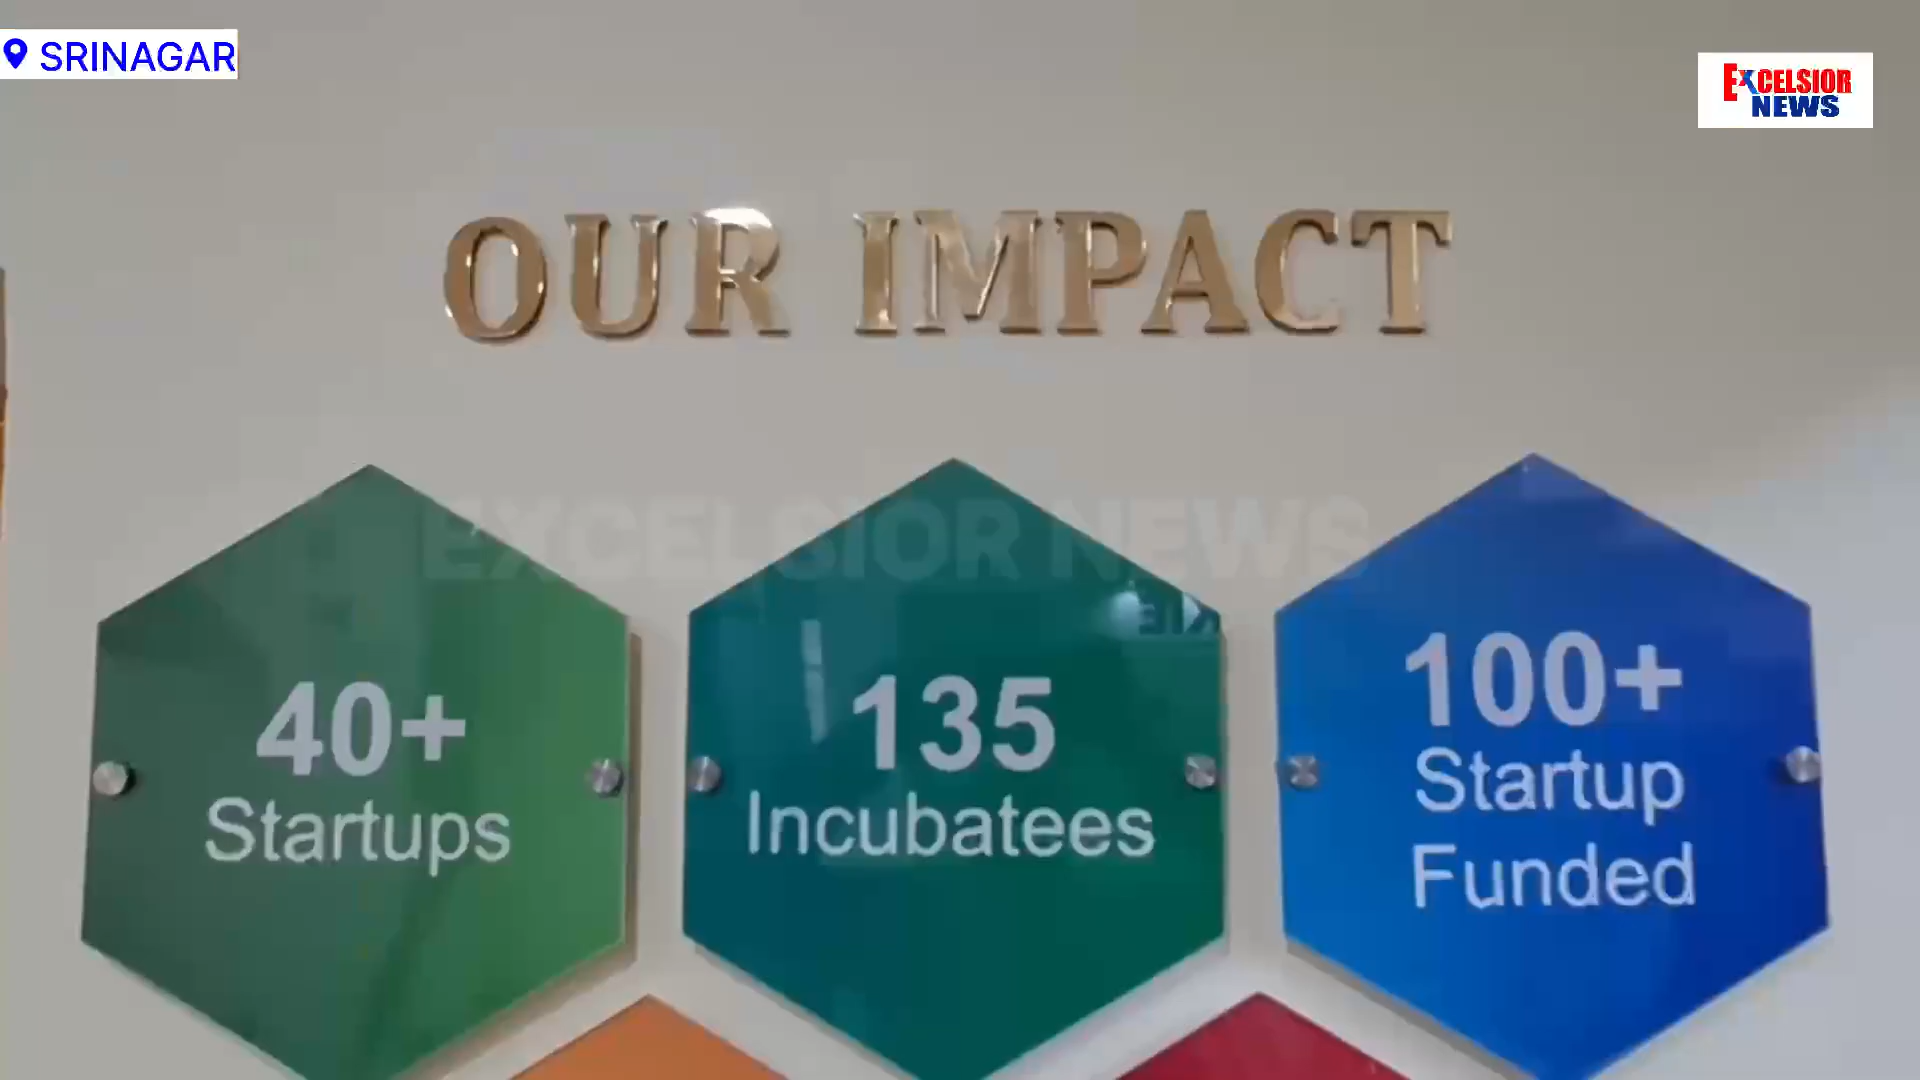 SRINAGAR
EXCELSIOR
NEWS
OUR IMPACT
EXCELSIOR NEWS
40+
Startups
135
Incubatees
100+
Startup
Funded